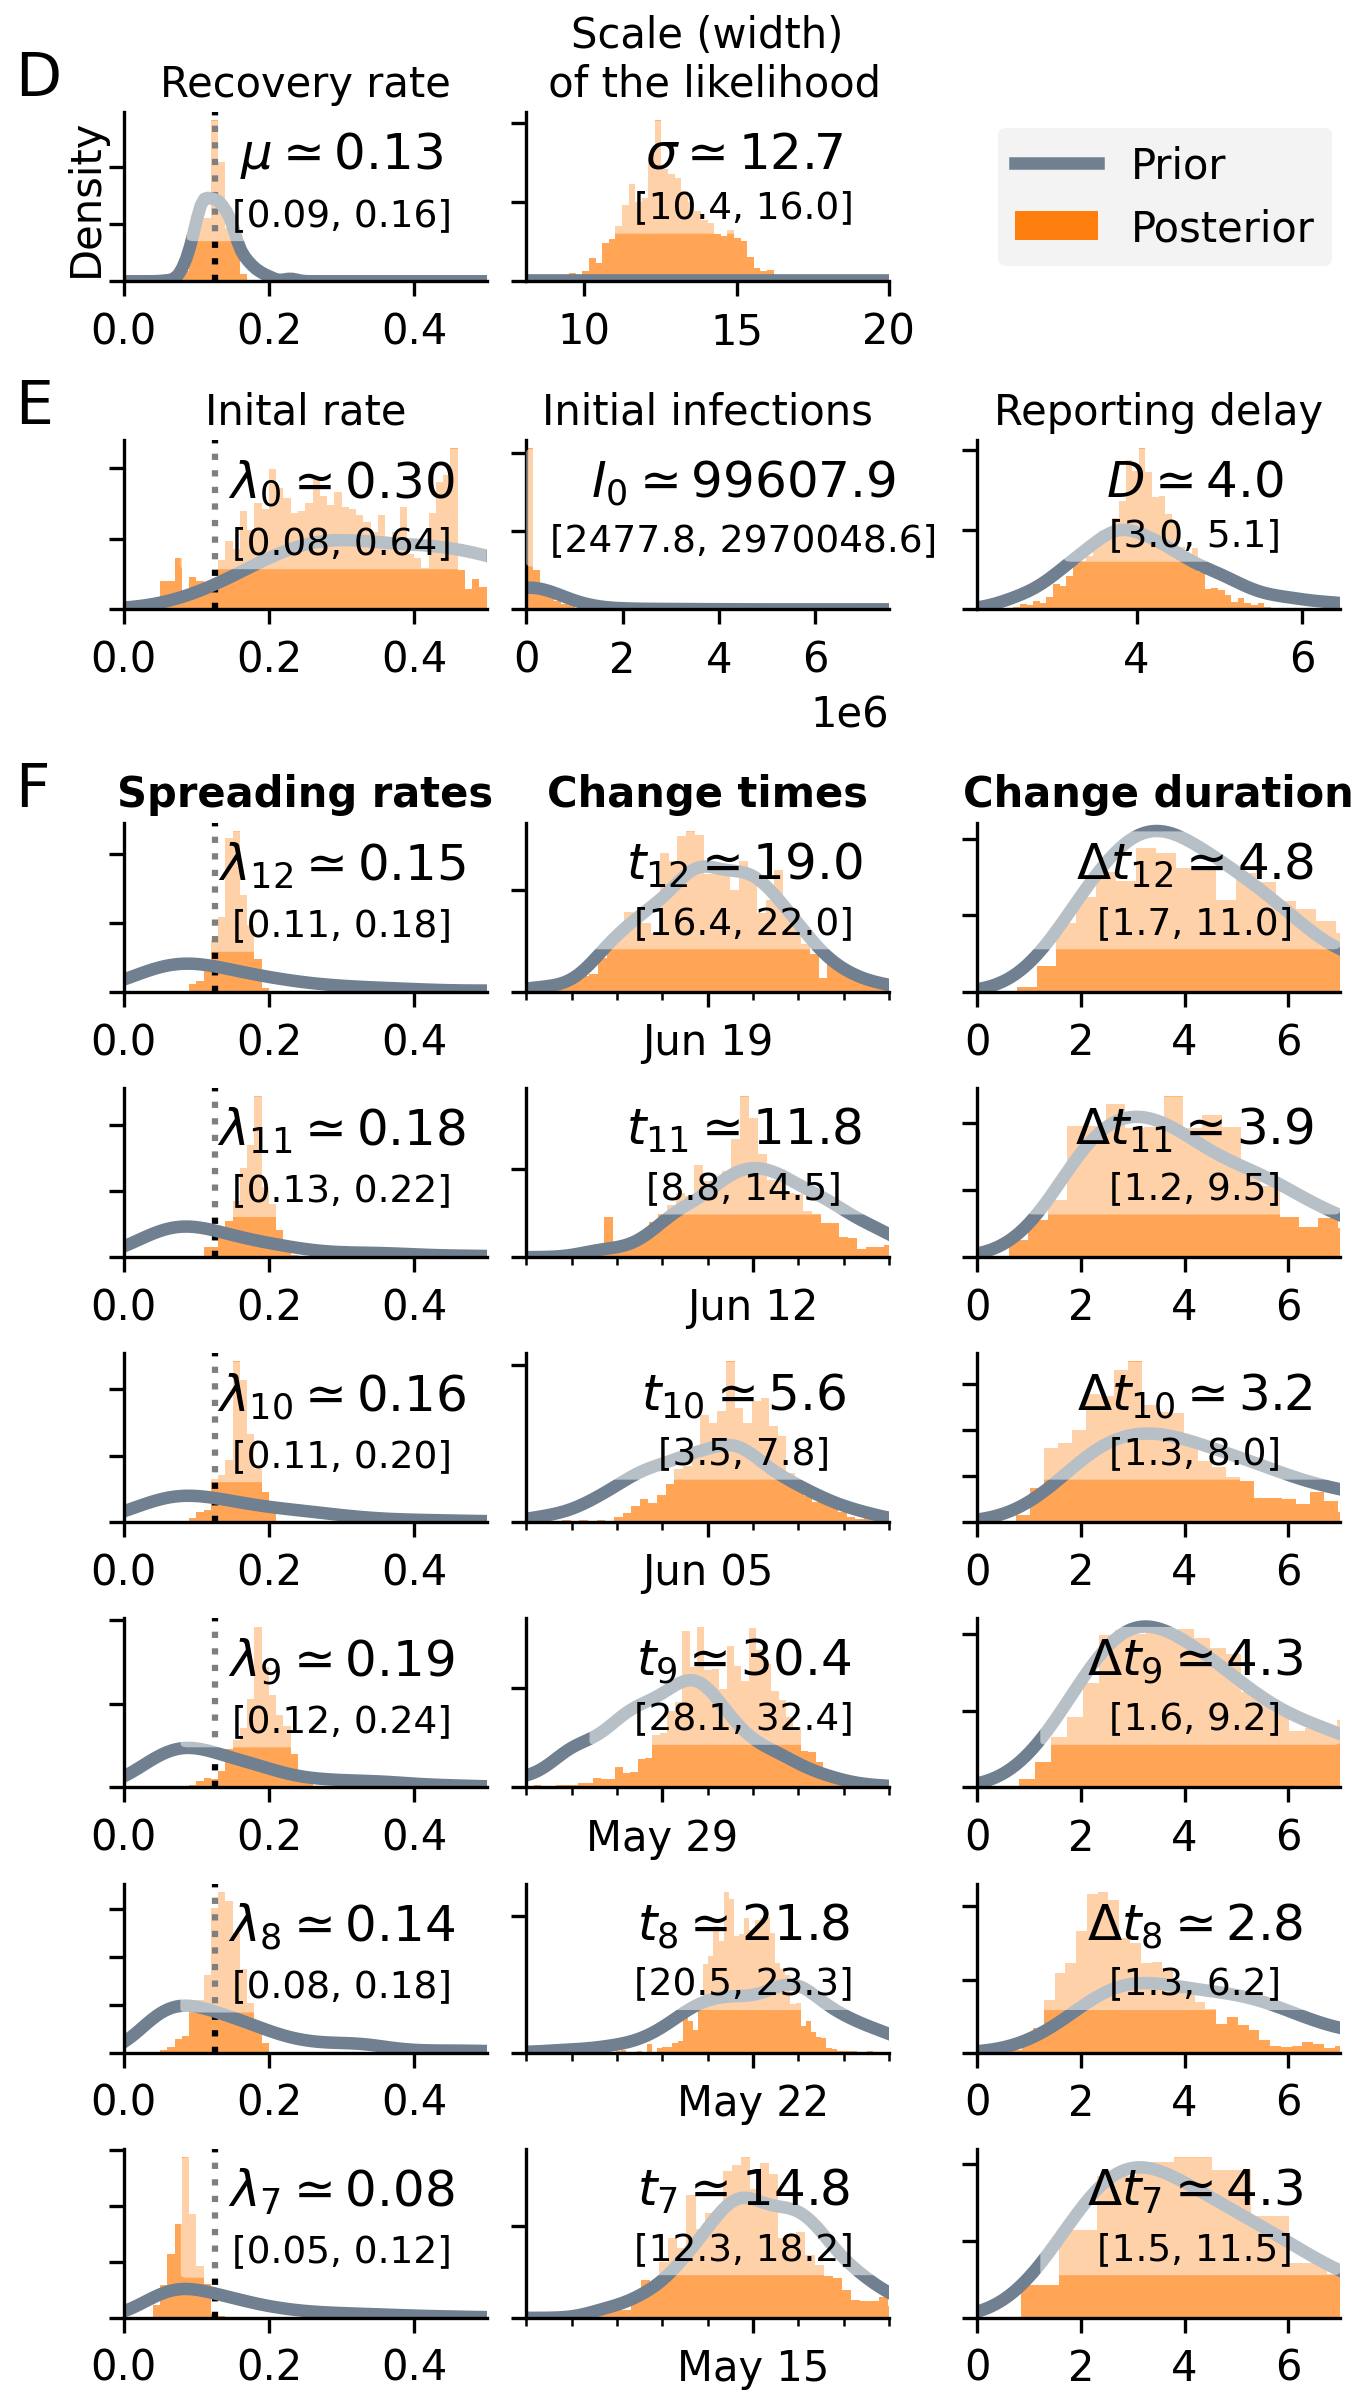 D
Recovery rate
Scale (width)
of the likelihood
Density
μ ≃ 0.13
[0.09, 0.16]
0.0 0.2 0.4
σ ≃ 12.7
[10.4, 16.0]
10 15 20
Prior
Posterior
E
Inital rate
λ0 ≃ 0.30
[0.08, 0.64]
0.0 0.2 0.4
Initial infections
I0 ≃ 99607.9
[2477.8, 2970048.6]
0 2 4 6
1e6
Reporting delay
D ≃ 4.0
[3.0, 5.1]
4 6
F
Spreading rates Change times Change duration
λ12 ≃ 0.15
[0.11, 0.18]
0.0 0.2 0.4
t12 ≃ 19.0
[16.4, 22.0]
Jun 19
Δt12 ≃ 4.8
[1.7, 11.0]
0 2 4 6
λ11 ≃ 0.18
[0.13, 0.22]
0.0 0.2 0.4
t11 ≃ 11.8
[8.8, 14.5]
Jun 12
Δt11 ≃ 3.9
[1.2, 9.5]
0 2 4 6
λ10 ≃ 0.16
[0.11, 0.20]
0.0 0.2 0.4
t10 ≃ 5.6
[3.5, 7.8]
Jun 05
Δt10 ≃ 3.2
[1.3, 8.0]
0 2 4 6
λ9 ≃ 0.19
[0.12, 0.24]
0.0 0.2 0.4
t9 ≃ 30.4
[28.1, 32.4]
May 29
Δt9 ≃ 4.3
[1.6, 9.2]
0 2 4 6
λ8 ≃ 0.14
[0.08, 0.18]
0.0 0.2 0.4
t8 ≃ 21.8
[20.5, 23.3]
May 22
Δt8 ≃ 2.8
[1.3, 6.2]
0 2 4 6
λ7 ≃ 0.08
[0.05, 0.12]
0.0 0.2 0.4
t7 ≃ 14.8
[12.3, 18.2]
May 15
Δt7 ≃ 4.3
[1.5, 11.5]
0 2 4 6